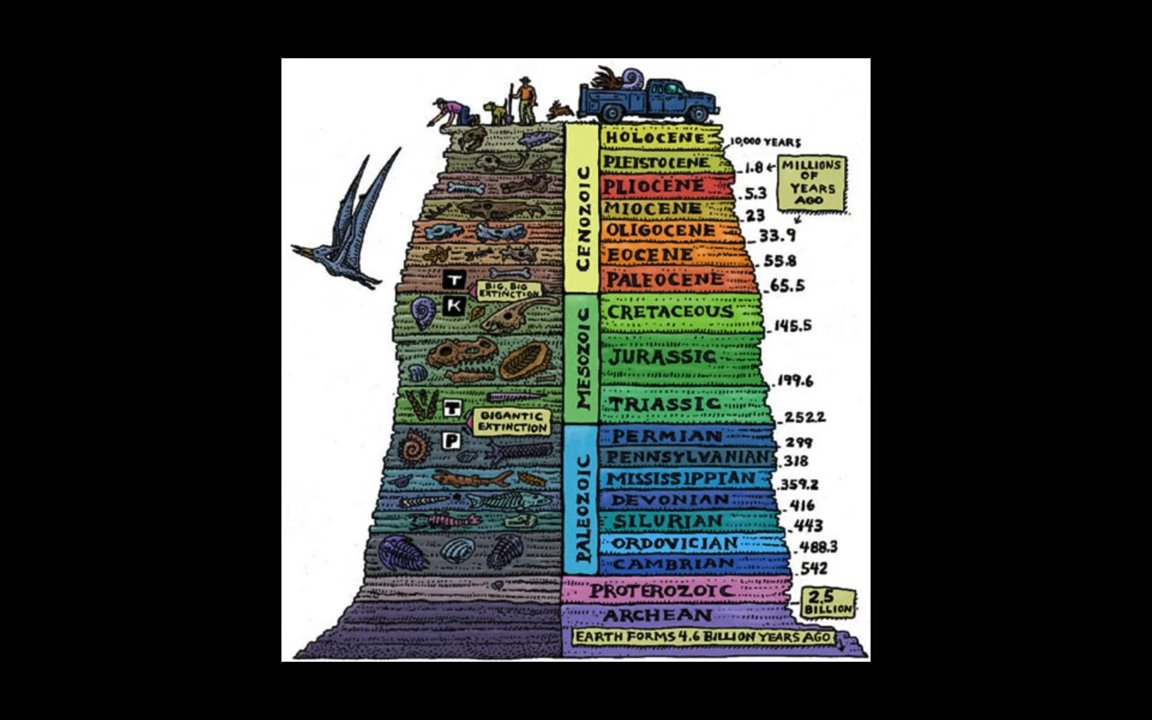 HOLOCENE
10,000 YEARS
PLEISTOCENE
1.8
MILLIONS
OF
YEARS
AGO
PLIOCENE
5.3
MIOCENE
23
OLIGOCENE
33.9
EOCENE
55.8
PALEOCENE
65.5
CENOZOIC
T
BIG, BIG
EXTINCTION
K
CRETACEOUS
145.5
JURASSIC
199.6
TRIASSIC
252.2
MESOZOIC
T
GIGANTIC
EXTINCTION
P
PERMIAN
299
PENNSYLVANIAN
318
MISSISSIPPIAN
359.2
DEVONIAN
416
SILURIAN
443
ORDOVICIAN
488.3
CAMBRIAN
542
PALEOZOIC
PROTEROZOIC
2.5
BILLION
ARCHEAN
EARTH FORMS 4.6 BILLION YEARS AGO